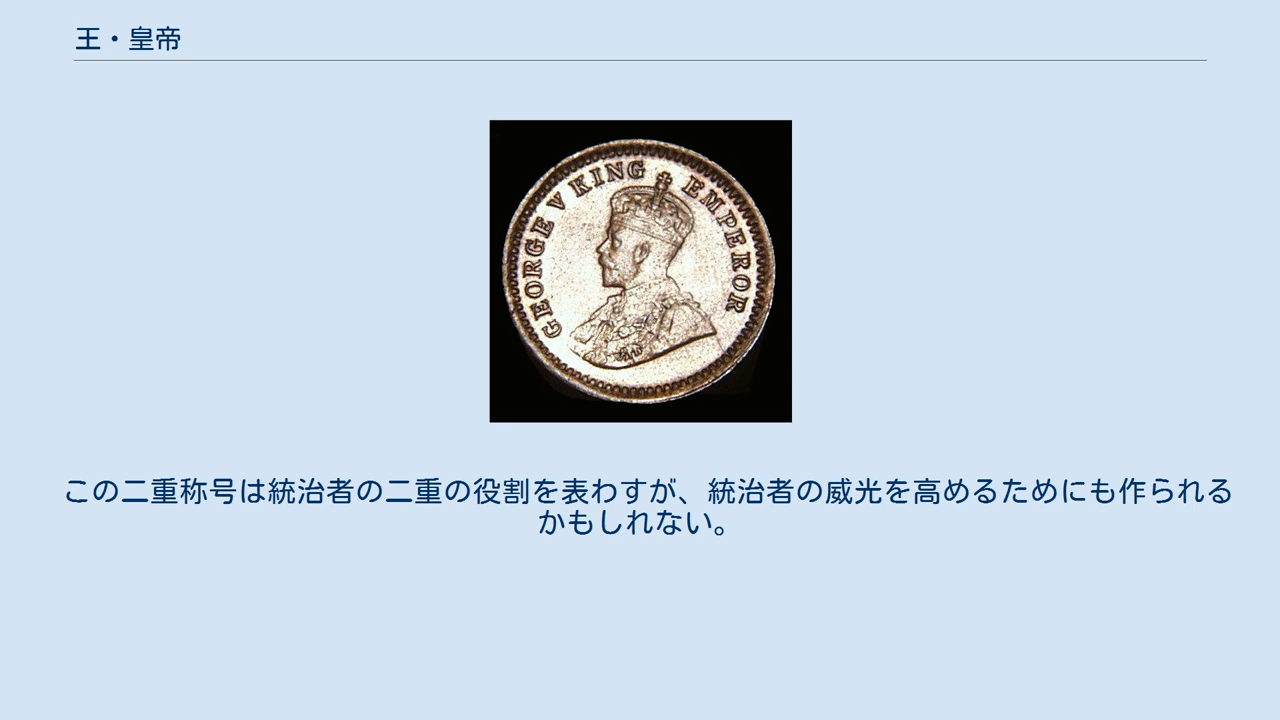 王・皇帝
GEORGE V KING EMPEROR
この二重称号は統治者の二重の役割を表わすが、統治者の威光を高めるためにも作られる
かもしれない。